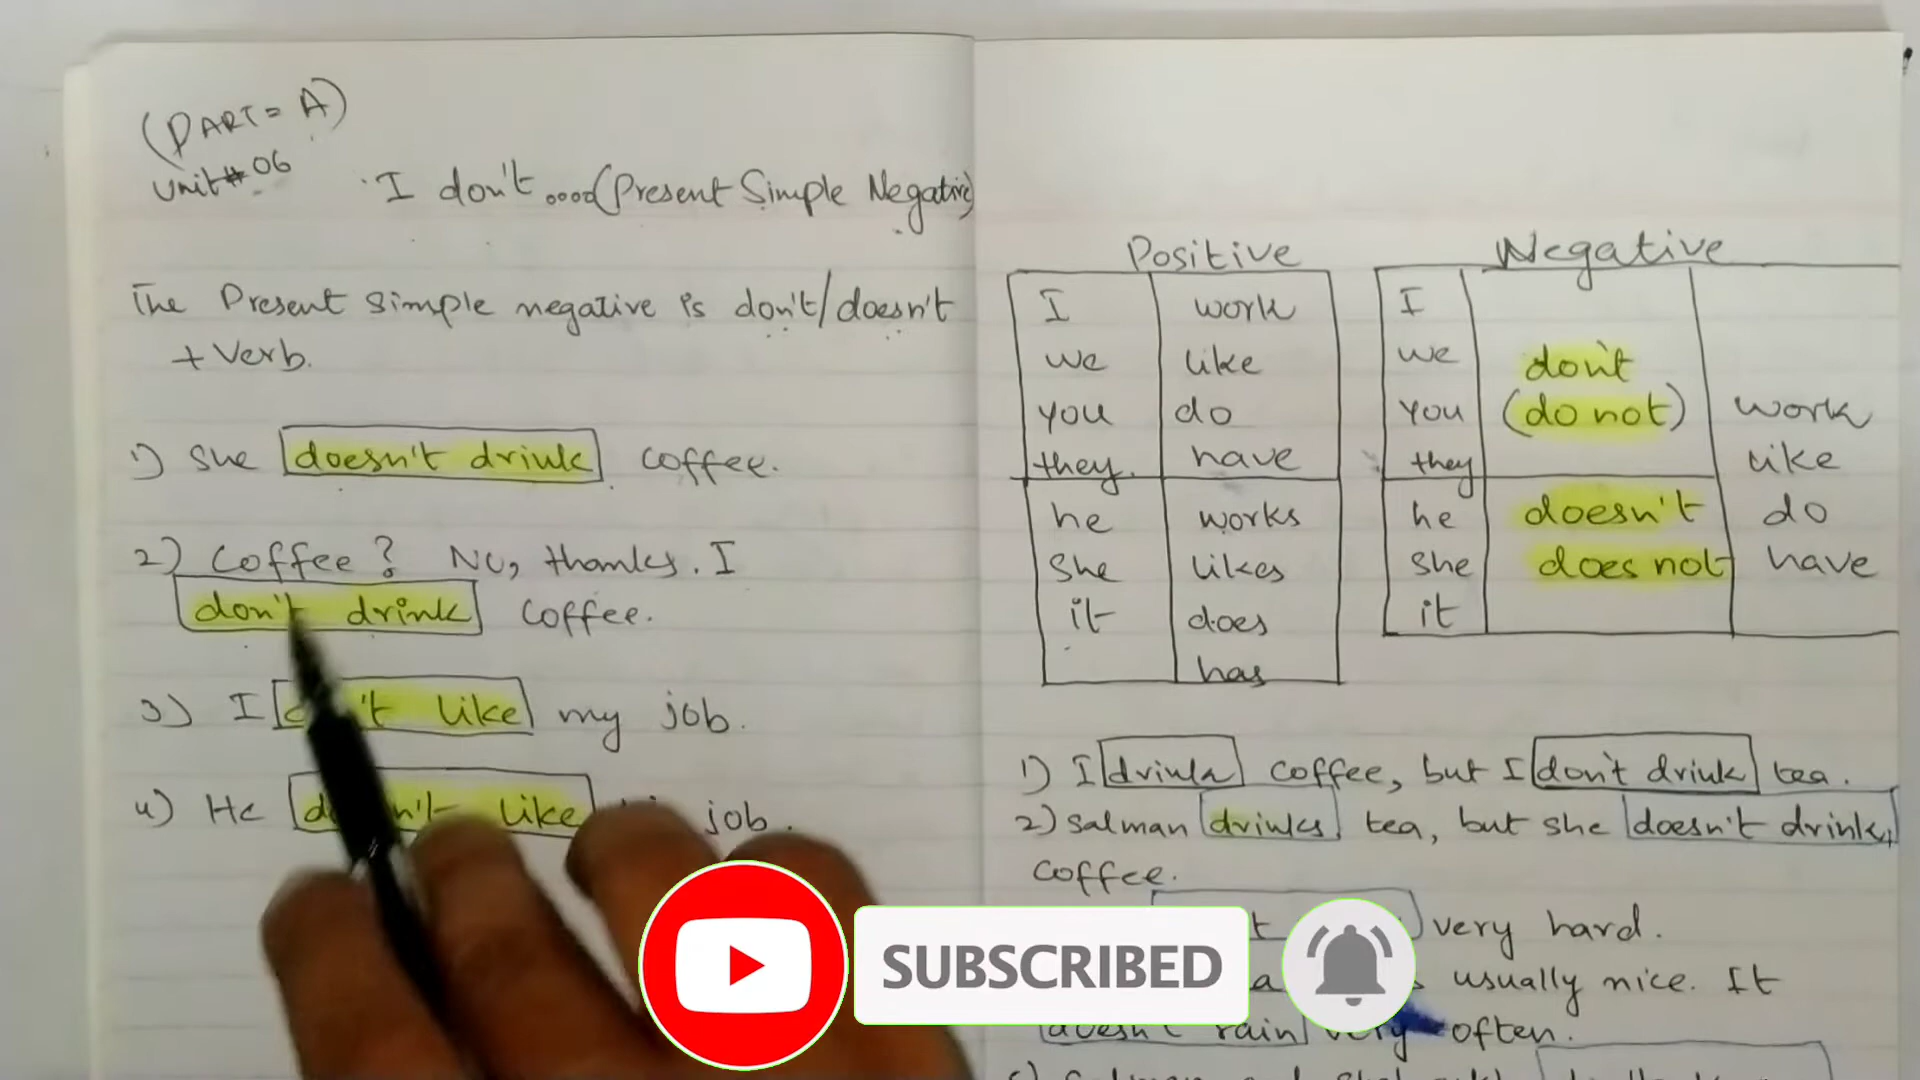 (PART = A)
Unit# 06
I don't ....(Present Simple Negative)
The Present simple negative is don't/doesn't
+ Verb.
1) She doesn't drink coffee.
2) Coffee? No, thanks. I
don't drink coffee.
3) I like my job.
4) He like job.
Positive
I work
we like
you do
they. have
he works
She likes
it does
has
Negative
I
we don't
you (do not) work
they like
he doesn't do
she does not have
it
1) I drink coffee, but I don't drink tea.
2) Salman drinks tea, but she doesn't drink
coffee.
very hard.
usually nice. It
doesn't rain very often.
SUBSCRIBED